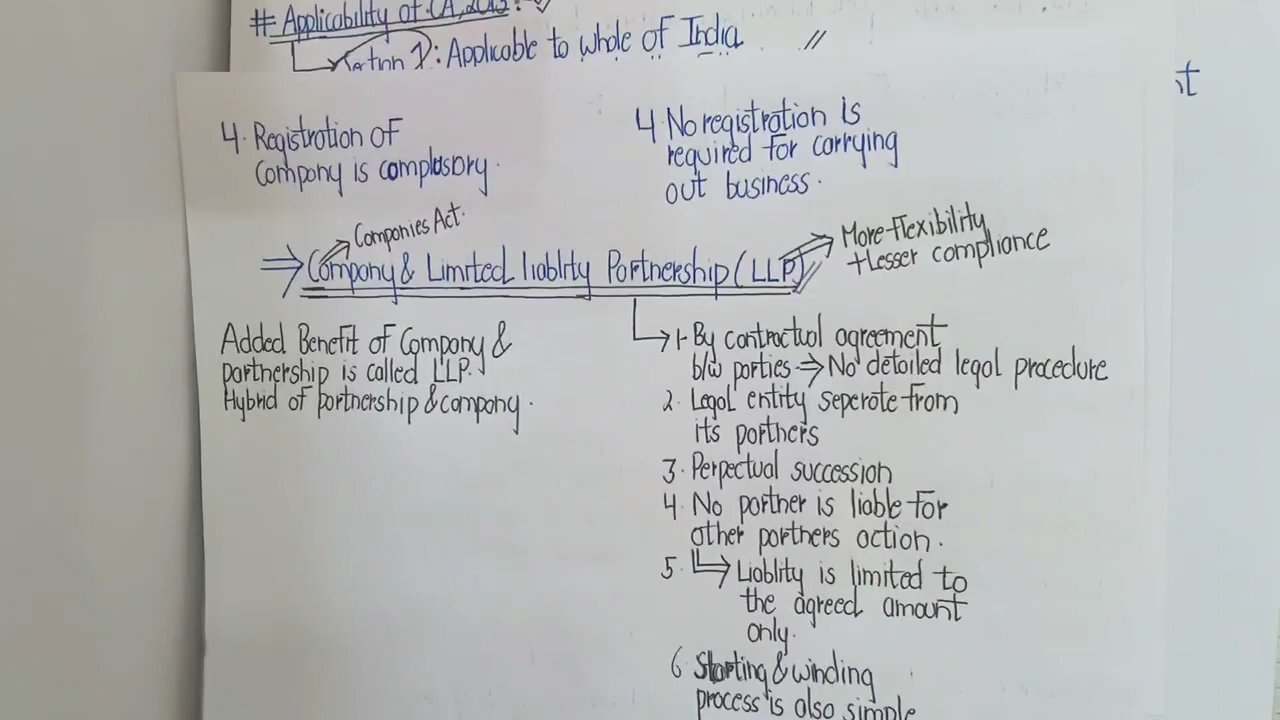 # Applicability of CA, 2013:
Section 1: Applicable to whole of India
4. Registration of
Company is complusory.
4 No registration is
required for carrying
out business.
Companies Act.
⇒ Company & Limited liablity Partnership (LLP)
More flexibility
+ Lesser compliance
Added Benefit of Company &
partnership is called LLP.
Hybrid of partnership & company.
1. By contractual agreement
b/w parties ⇒ No detailed legal procedure
2. Legal entity seperate from
its partners
3. Perpectual succession
4. No partner is liable for
other partners action.
5. Liablity is limited to
the agreed amount
only.
6 Starting & winding
process is also simple